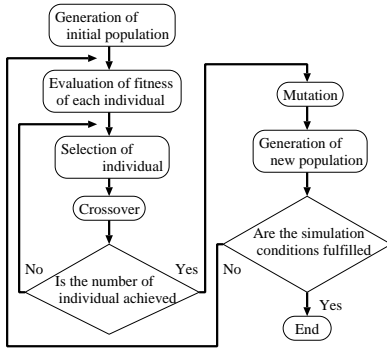 Generation of
initial population
Evaluation of fitness
of each individual
Selection of
individual
Crossover
No
Yes
Is the number of
individual achieved
Mutation
Generation of
new population
Are the simulation
conditions fulfilled
No
Yes
End